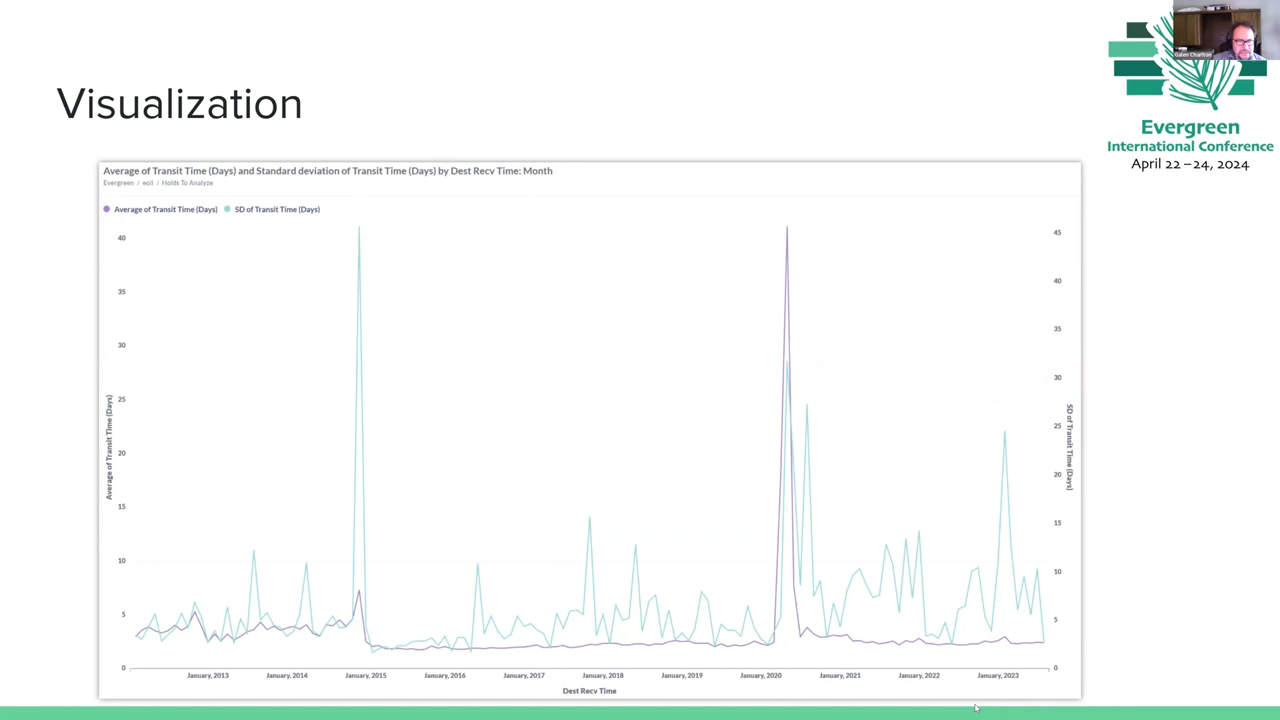 Galen Charlton
Visualization
Evergreen
International Conference
April 22 – 24, 2024
Average of Transit Time (Days) and Standard deviation of Transit Time (Days) by Dest Recv Time: Month
Evergreen / eoli / Holds To Analyze
Average of Transit Time (Days) SD of Transit Time (Days)
40
35
30
25
20
15
10
5
0
Average of Transit Time (Days)
45
40
35
30
25
20
15
10
5
0
SD of Transit Time (Days)
January, 2013 January, 2014 January, 2015 January, 2016 January, 2017 January, 2018 January, 2019 January, 2020 January, 2021 January, 2022 January, 2023
Dest Recv Time